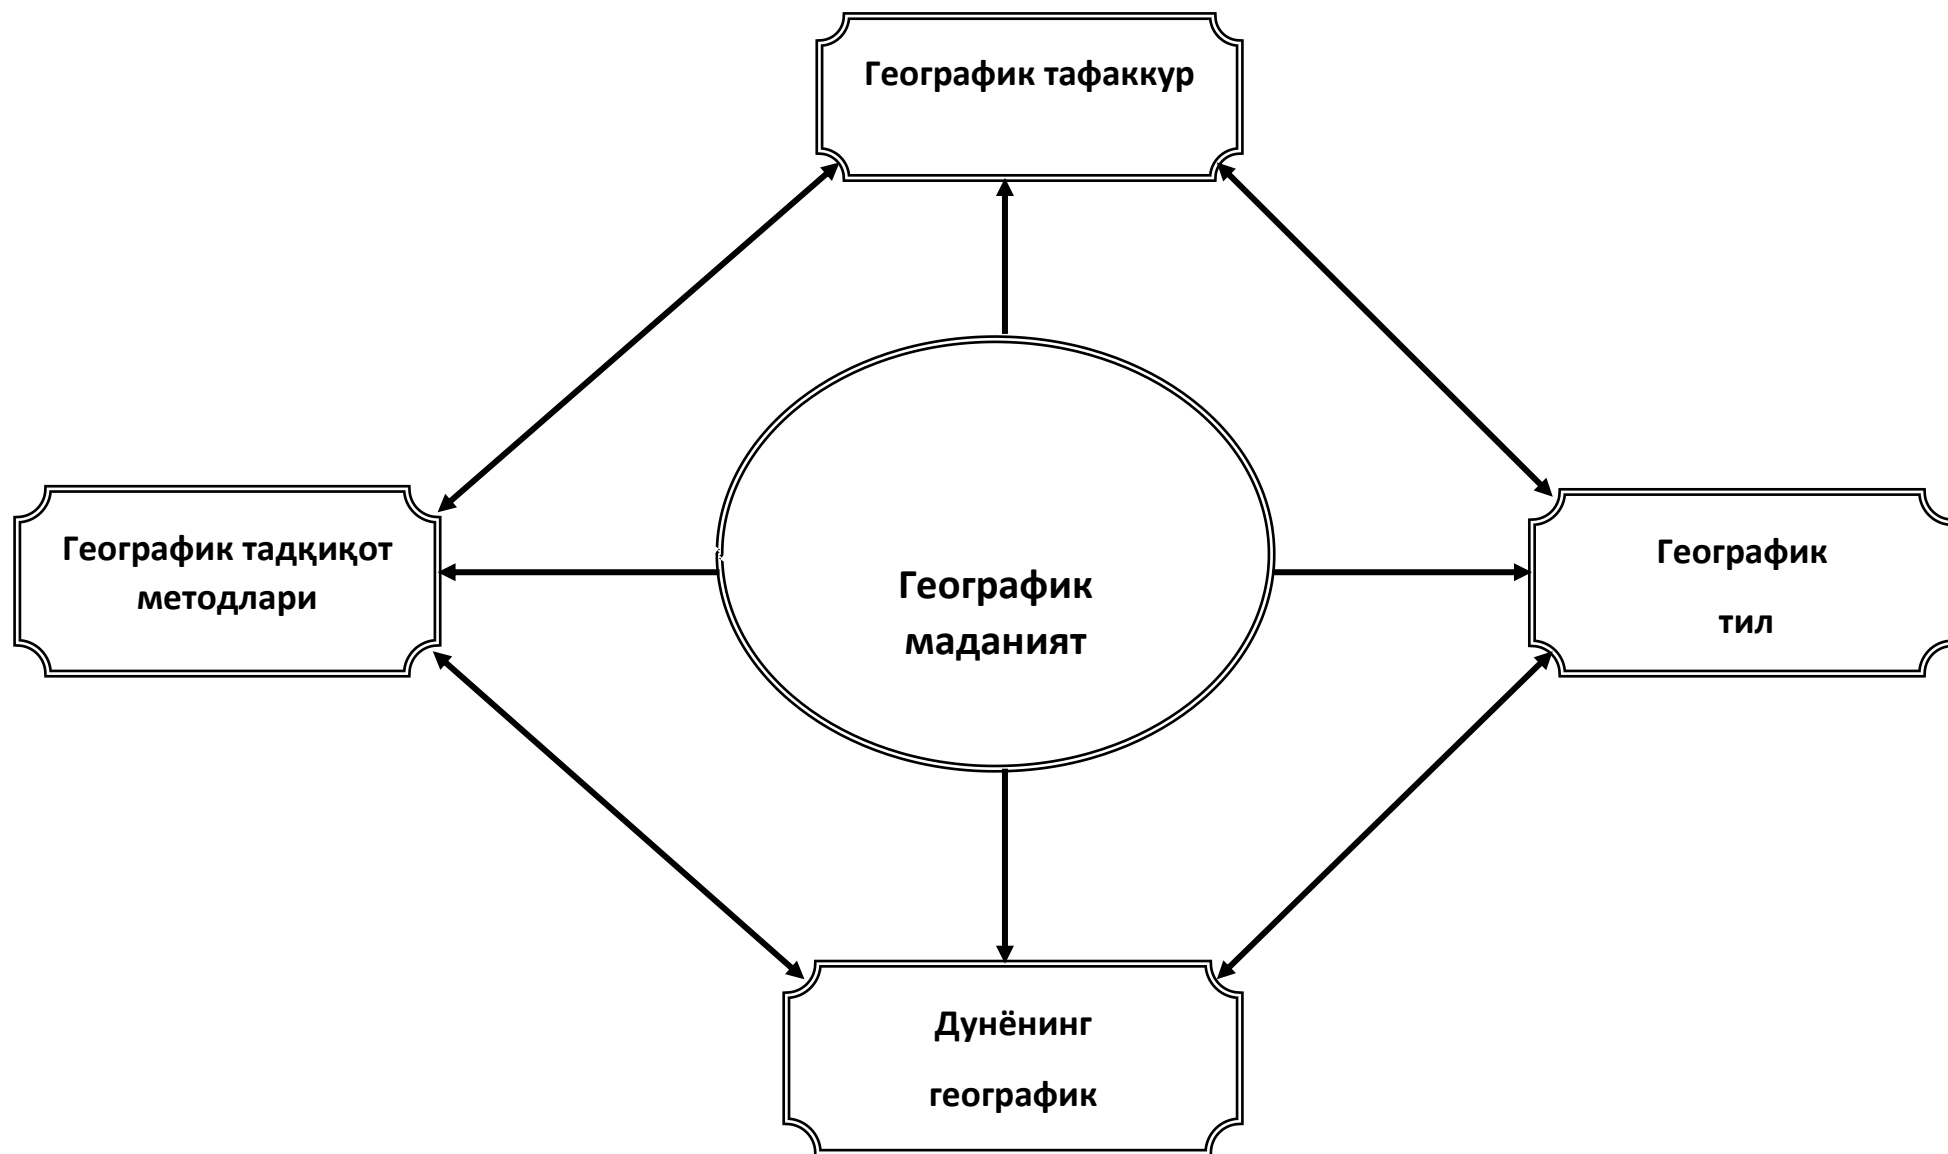 Географик тафаккур
Географик тадқиқот
методлари
Географик
маданият
Географик
тил
Дунёнинг
географик